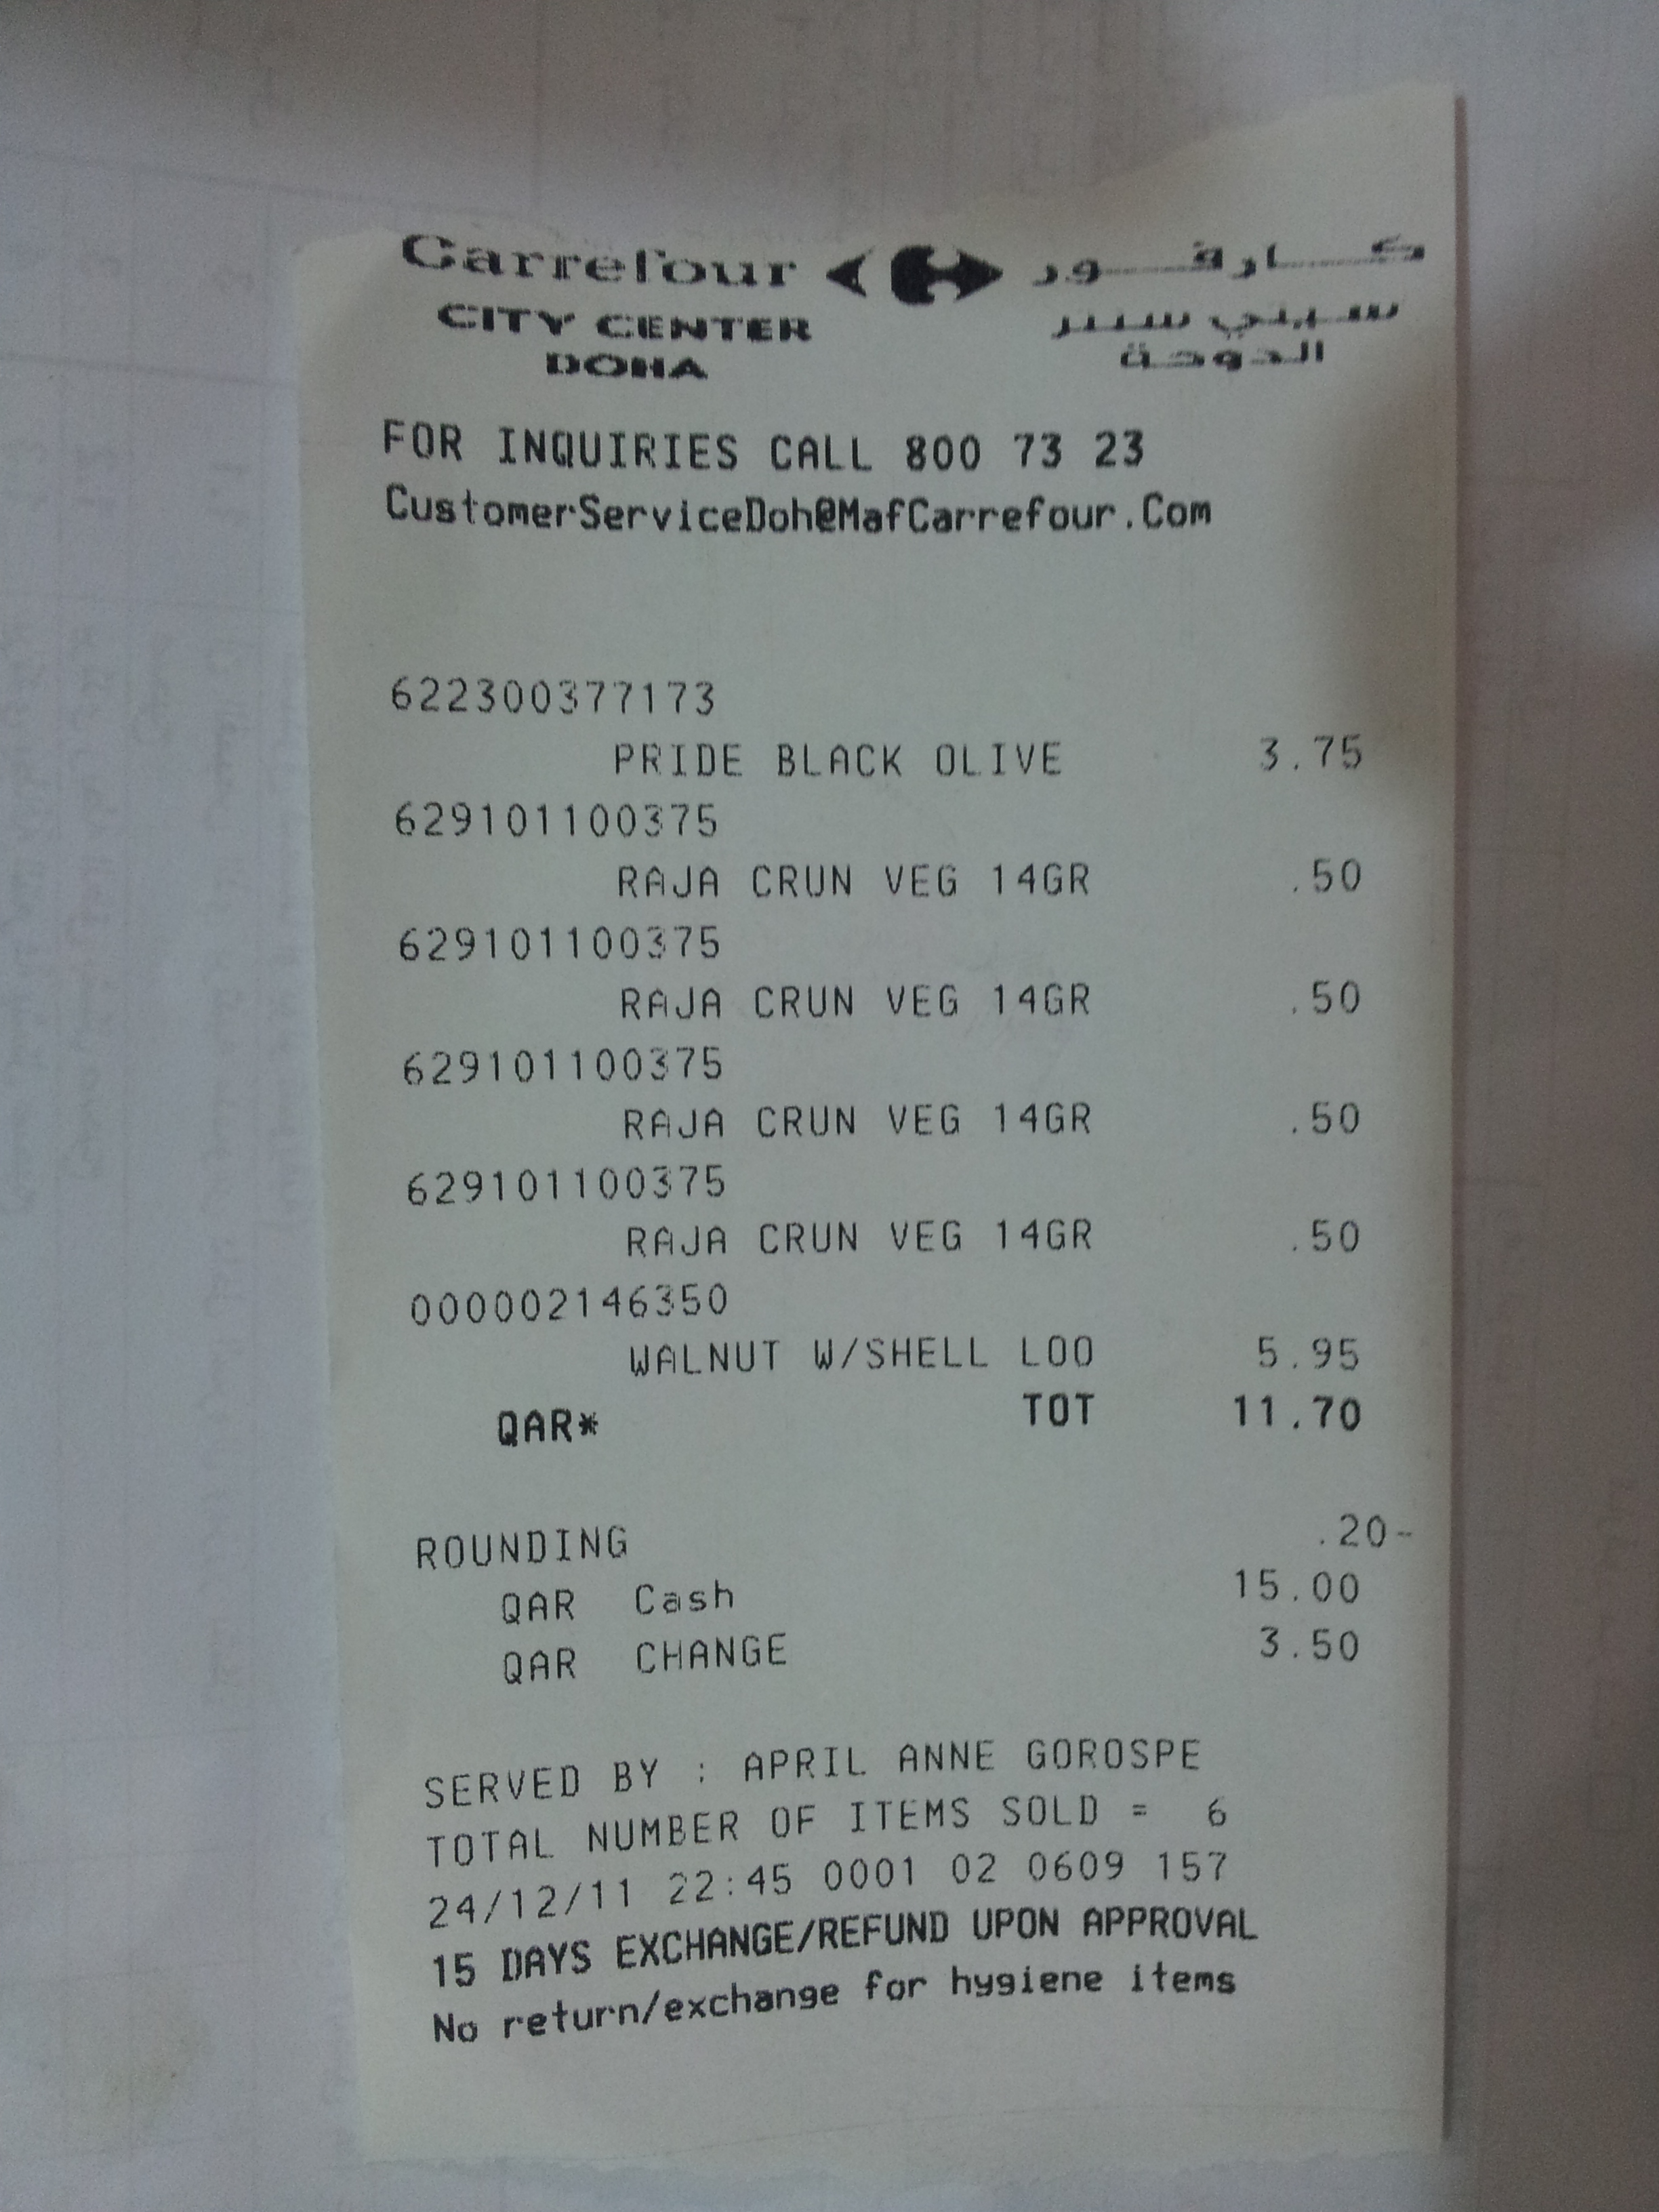 Carrefour كارفور
CITY CENTER سيتي سنتر
DOHA الدوحة
FOR INQUIRIES CALL 800 73 23
CustomerServiceDoh@MafCarrefour.Com
622300377173
PRIDE BLACK OLIVE 3.75
629101100375
RAJA CRUN VEG 14GR .50
629101100375
RAJA CRUN VEG 14GR .50
629101100375
RAJA CRUN VEG 14GR .50
629101100375
RAJA CRUN VEG 14GR .50
000002146350
WALNUT W/SHELL LOO 5.95
QAR* TOT 11.70
ROUNDING .20-
QAR Cash 15.00
QAR CHANGE 3.50
SERVED BY : APRIL ANNE GOROSPE
TOTAL NUMBER OF ITEMS SOLD = 6
24/12/11 22:45 0001 02 0609 157
15 DAYS EXCHANGE/REFUND UPON APPROVAL
No return/exchange for hygiene items